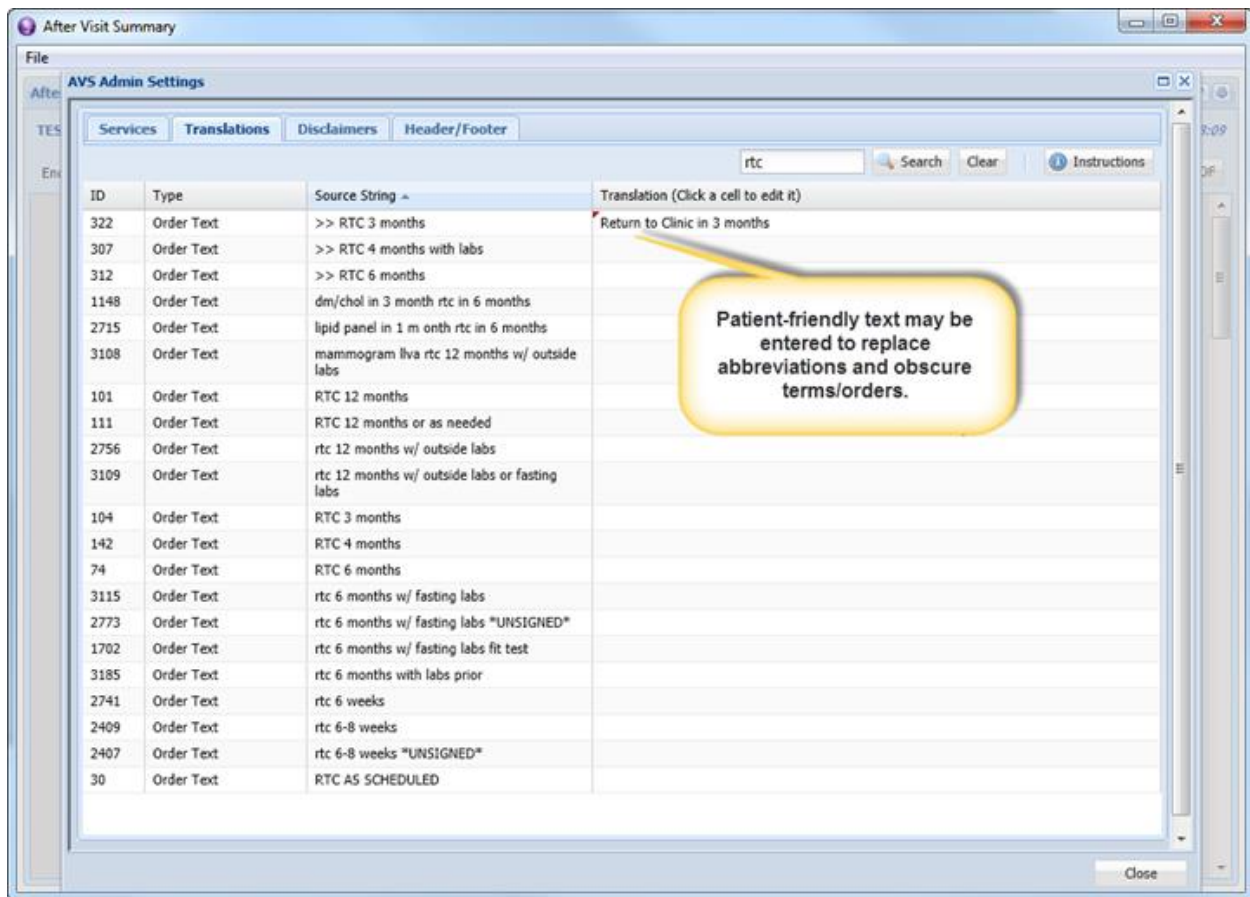 After Visit Summary
File
AVS Admin Settings
Afte
TES
3:09
Services Translations Disclaimers Header/Footer
rtc Search Clear Instructions
ID Type Source String Translation (Click a cell to edit it)
322 Order Text >> RTC 3 months Return to Clinic in 3 months
307 Order Text >> RTC 4 months with labs
312 Order Text >> RTC 6 months
1148 Order Text dm/chol in 3 month rtc in 6 months
2715 Order Text lipid panel in 1 m onth rtc in 6 months
3108 Order Text mammogram llva rtc 12 months w/ outside
labs
101 Order Text RTC 12 months
111 Order Text RTC 12 months or as needed
2756 Order Text rtc 12 months w/ outside labs
3109 Order Text rtc 12 months w/ outside labs or fasting
labs
104 Order Text RTC 3 months
142 Order Text RTC 4 months
74 Order Text RTC 6 months
3115 Order Text rtc 6 months w/ fasting labs
2773 Order Text rtc 6 months w/ fasting labs *UNSIGNED*
1702 Order Text rtc 6 months w/ fasting labs fit test
3185 Order Text rtc 6 months with labs prior
2741 Order Text rtc 6 weeks
2409 Order Text rtc 6-8 weeks
2407 Order Text rtc 6-8 weeks *UNSIGNED*
30 Order Text RTC AS SCHEDULED
Patient-friendly text may be
entered to replace
abbreviations and obscure
terms/orders.
Close